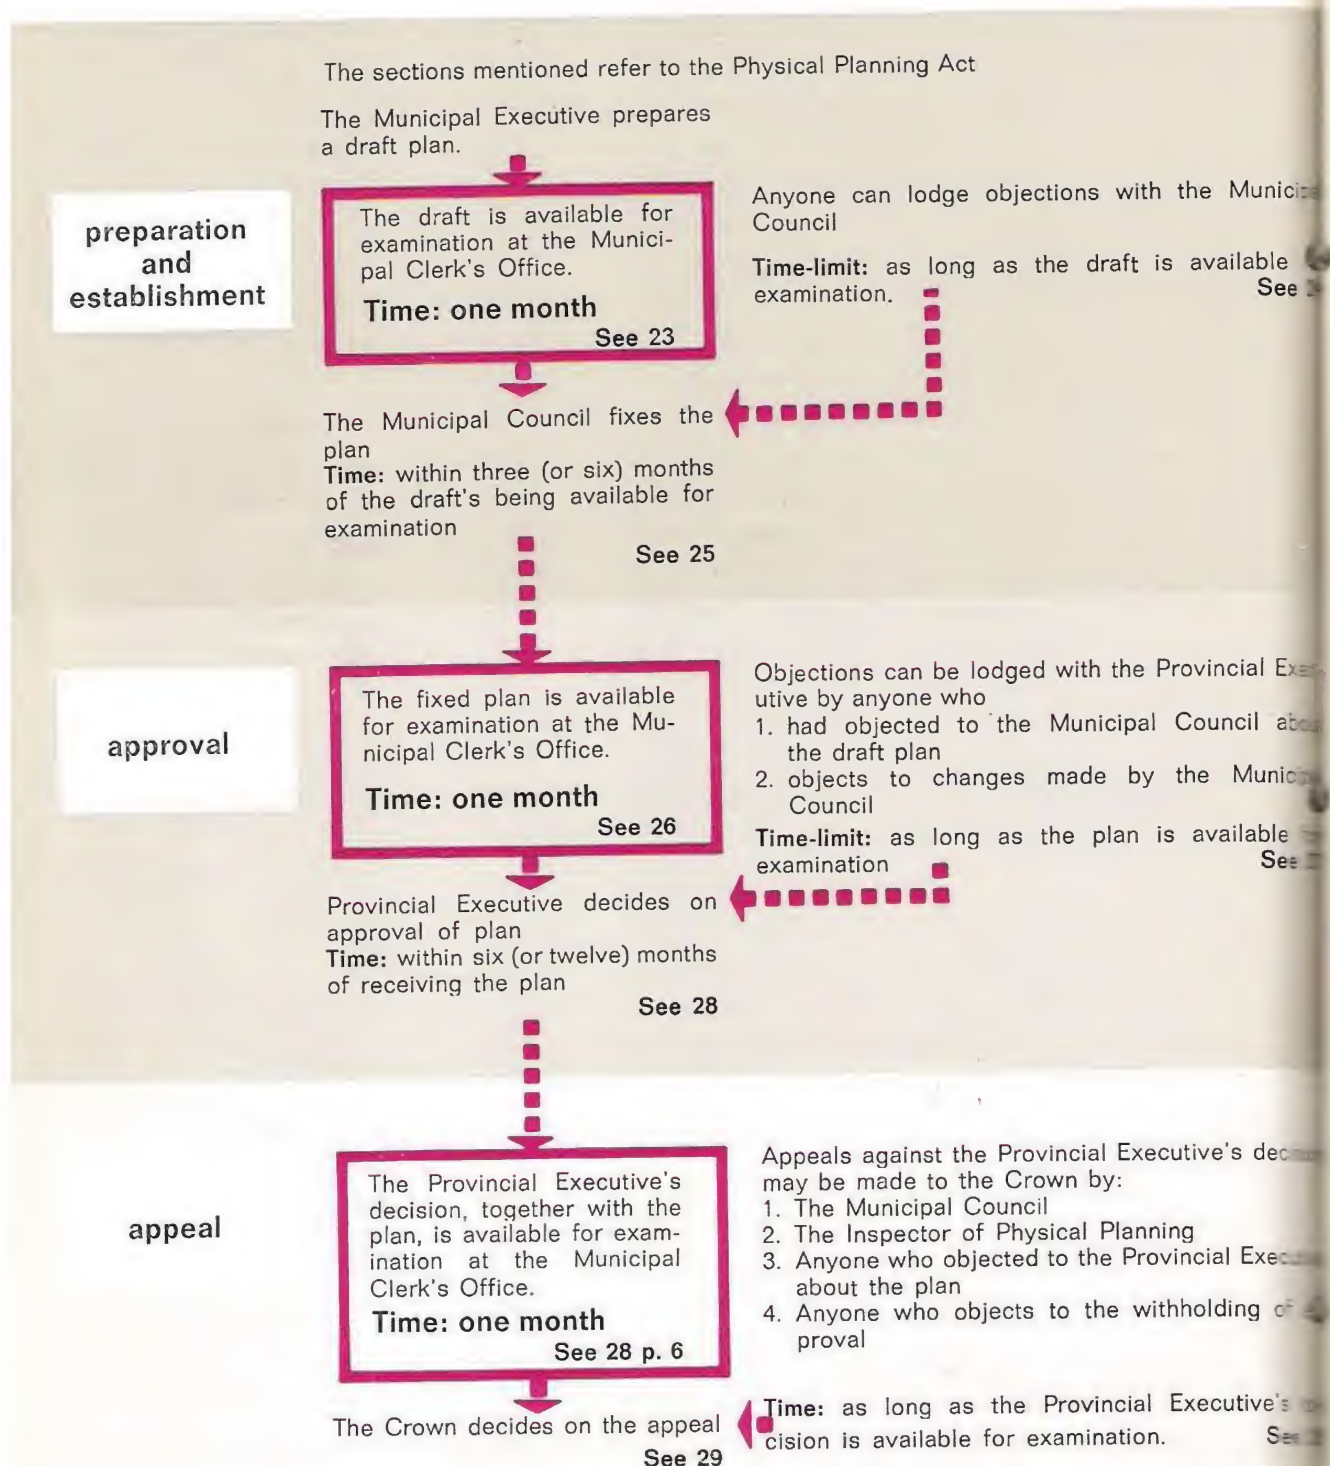 The sections mentioned refer to the Physical Planning Act
The Municipal Executive prepares
a draft plan.
preparation
and
establishment
The draft is available for
examination at the Munici-
pal Clerk's Office.
Time: one month
See 23
Anyone can lodge objections with the
Council
Time-limit: as long as the draft is available
examination.
See
The Municipal Council fixes the
plan
Time: within three (or six) months
of the draft's being available for
examination
See 25
approval
The fixed plan is available
for examination at the Mu-
nicipal Clerk's Office.
Time: one month
See 26
Objections can be lodged with the Provincial
utive by anyone who
1. had objected to the Municipal Council
the draft plan
2. objects to changes made by the
Council
Time-limit: as long as the plan is available
examination
See
Provincial Executive decides on
approval of plan
Time: within six (or twelve) months
of receiving the plan
See 28
appeal
The Provincial Executive's
decision, together with the
plan, is available for exam-
ination at the Municipal
Clerk's Office.
Time: one month
See 28 p. 6
Appeals against the Provincial Executive's
may be made to the Crown by:
1. The Municipal Council
2. The Inspector of Physical Planning
3. Anyone who objected to the Provincial
about the plan
4. Anyone who objects to the withholding of
proval
The Crown decides on the appeal
See 29
Time: as long as the Provincial Executive's
cision is available for examination.